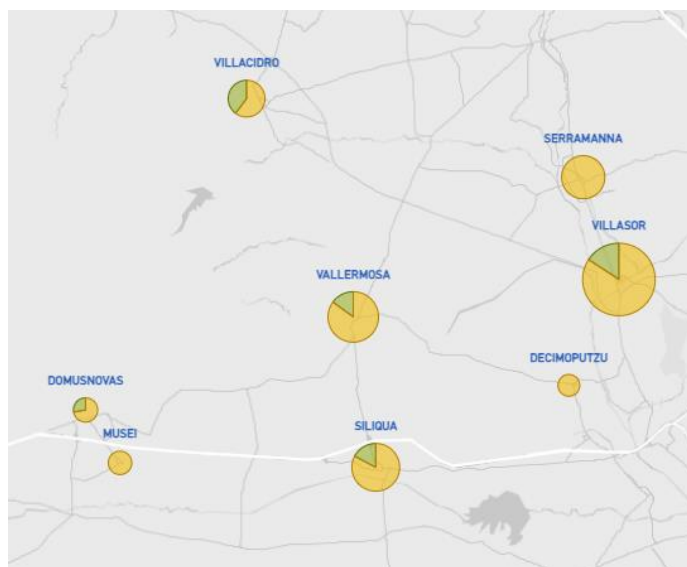 VILLACIDRO
SERRAMANNA
VILLASOR
VALLERMOSA
DECIMOPUTZU
DOMUSNOVAS
MUSEI
SILIQUA